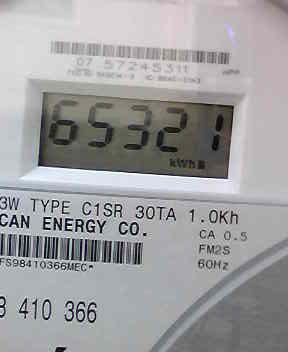 07 57245311
65321
kWh
3W TYPE C1SR 30TA 1.0Kh
CAN ENERGY CO.
CA 0.5
FM2S
FS98410366MEC*
60Hz
8 410 366